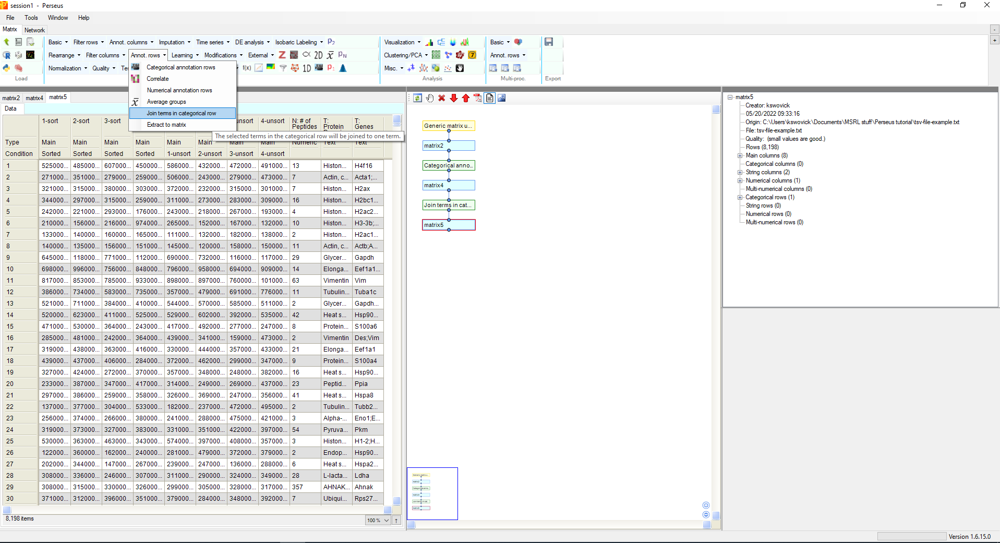 session1 - Perseus
File Tools Window Help
Matrix Network
Basic Filter rows Annot. columns Imputation Time series DE analysis Isobaric Labeling p2 Visualization Basic
Rearrange Filter columns Annot. rows Learning Modifications External Z 2D x̅ pN Clustering/PCA 7 Annot. rows
Normalization Quality f(x) 1D Misc.
Load Analysis Multi-proc. Export
Categorical annotation rows
Correlate
Numerical annotation rows
Average groups
Join terms in categorical row
Extract to matrix
The selected terms in the categorical row will be joined to one term.
matrix2 matrix4 matrix5
Data
1-sort 2-sort 3-sort 4-unsort N: # of Peptides T: Protein T: Genes
Type Main Main Main Main Main Main Main Main Numeric Text Text
Condition Sorted Sorted Sorted Sorted 1-unsort 2-unsort 3-unsort 4-unsort
1 525000... 485000... 607000... 450000... 586000... 432000... 472000... 491000... 13 Histon... H4f16
2 271000... 351000... 279000... 259000... 506000... 243000... 279000... 473000... 7 Actin, c... Acta1;...
3 321000... 315000... 380000... 303000... 372000... 232000... 315000... 301000... 7 Histon... H2ax
4 344000... 297000... 315000... 259000... 311000... 273000... 283000... 309000... 16 Histon... H2bc1...
5 242000... 221000... 293000... 176000... 243000... 218000... 267000... 193000... 4 Histon... H2ac2...
6 210000... 156000... 216000... 974000... 265000... 152000... 167000... 132000... 10 Histon... H3-3b;...
7 133000... 140000... 160000... 165000... 111000... 132000... 182000... 138000... 2 Histon... H2ac1...
8 140000... 135000... 156000... 151000... 145000... 120000... 158000... 150000... 11 Actin, c... Actb;A...
9 645000... 118000... 771000... 112000... 690000... 732000... 116000... 117000... 29 Glycer... Gapdh
10 698000... 996000... 756000... 848000... 796000... 958000... 694000... 909000... 14 Elonga... Eef1a1...
11 817000... 853000... 785000... 933000... 898000... 897000... 760000... 101000... 63 Vimentin Vim
12 386000... 734000... 583000... 735000... 357000... 479000... 691000... 776000... 11 Tubulin... Tuba1c
13 521000... 711000... 384000... 410000... 544000... 570000... 585000... 511000... 2 Glycer... Gapdh...
14 520000... 623000... 411000... 525000... 529000... 602000... 392000... 535000... 42 Heat s... Hsp90...
15 471000... 530000... 364000... 243000... 417000... 492000... 277000... 247000... 8 Protein... S100a6
16 285000... 481000... 242000... 364000... 439000... 341000... 159000... 473000... 2 Vimentin Des;Vim
17 319000... 438000... 363000... 416000... 330000... 444000... 357000... 433000... 21 Elonga... Eef1a1
18 439000... 437000... 406000... 284000... 372000... 462000... 299000... 347000... 9 Protein... S100a4
19 327000... 424000... 272000... 370000... 357000... 348000... 248000... 382000... 16 Heat s... Hsp90...
20 233000... 387000... 347000... 417000... 314000... 249000... 269000... 437000... 23 Peptid... Ppia
21 297000... 386000... 259000... 358000... 326000... 369000... 247000... 356000... 41 Heat s... Hspa8
22 137000... 377000... 304000... 533000... 182000... 237000... 472000... 495000... 2 Tubulin... Tubb2...
23 256000... 374000... 266000... 380000... 241000... 288000... 475000... 421000... 3 Alpha-... Eno1;E...
24 319000... 373000... 327000... 383000... 331000... 351000... 422000... 397000... 54 Pyruva... Pkm
25 530000... 363000... 463000... 343000... 574000... 397000... 408000... 357000... 3 Histon... H1-2;H...
26 122000... 360000... 162000... 240000... 281000... 479000... 372000... 379000... 2 Endop... Hsp90...
27 202000... 344000... 147000... 267000... 239000... 247000... 136000... 288000... 6 Heat s... Hspa2...
28 308000... 336000... 246000... 307000... 311000... 290000... 324000... 349000... 28 L-lacta... Ldha
29 308000... 315000... 330000... 326000... 299000... 305000... 328000... 317000... 357 AHNAK... Ahnak
30 371000... 312000... 396000... 351000... 379000... 284000... 348000... 392000... 7 Ubiqui... Rps27...
8,198 items
100 %
Generic matrix u...
matrix2
Categorical anno...
matrix4
Join terms in cat...
matrix5
matrix5
Creator: kswovick
05/20/2022 09:33:16
Origin: C:\Users\kswovick\Documents\MSRL stuff\Perseus tutorial\tsv-file-example.txt
File: tsv-file-example.txt
Quality: (small values are good.)
Rows (8,198)
Main columns (8)
Categorical columns (0)
String columns (2)
Numerical columns (1)
Multi-numerical columns (0)
Categorical rows (1)
String rows (0)
Numerical rows (0)
Multi-numerical rows (0)
Version 1.6.15.0